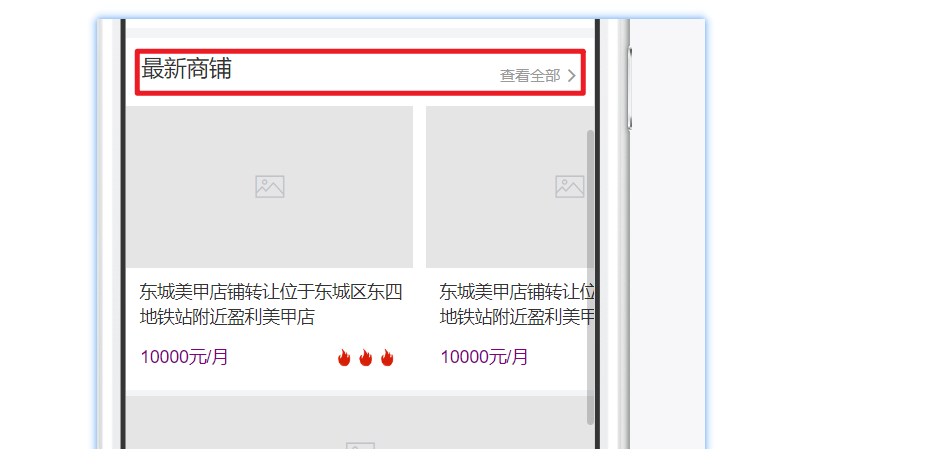 最新商铺
查看全部
东城美甲店铺转让位于东城区东四
地铁站附近盈利美甲店
10000元/月
东城美甲店铺转让位
地铁站附近盈利美甲
10000元/月